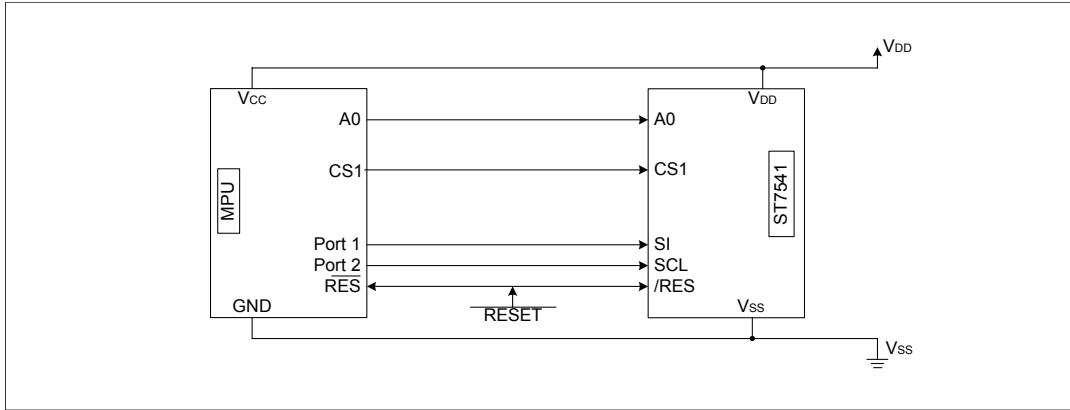 VDD
VCC
VDD
A0
A0
CS1
CS1
MPU
ST7541
Port 1
SI
Port 2
SCL
RES
/RES
GND
RESET
VSS
VSS